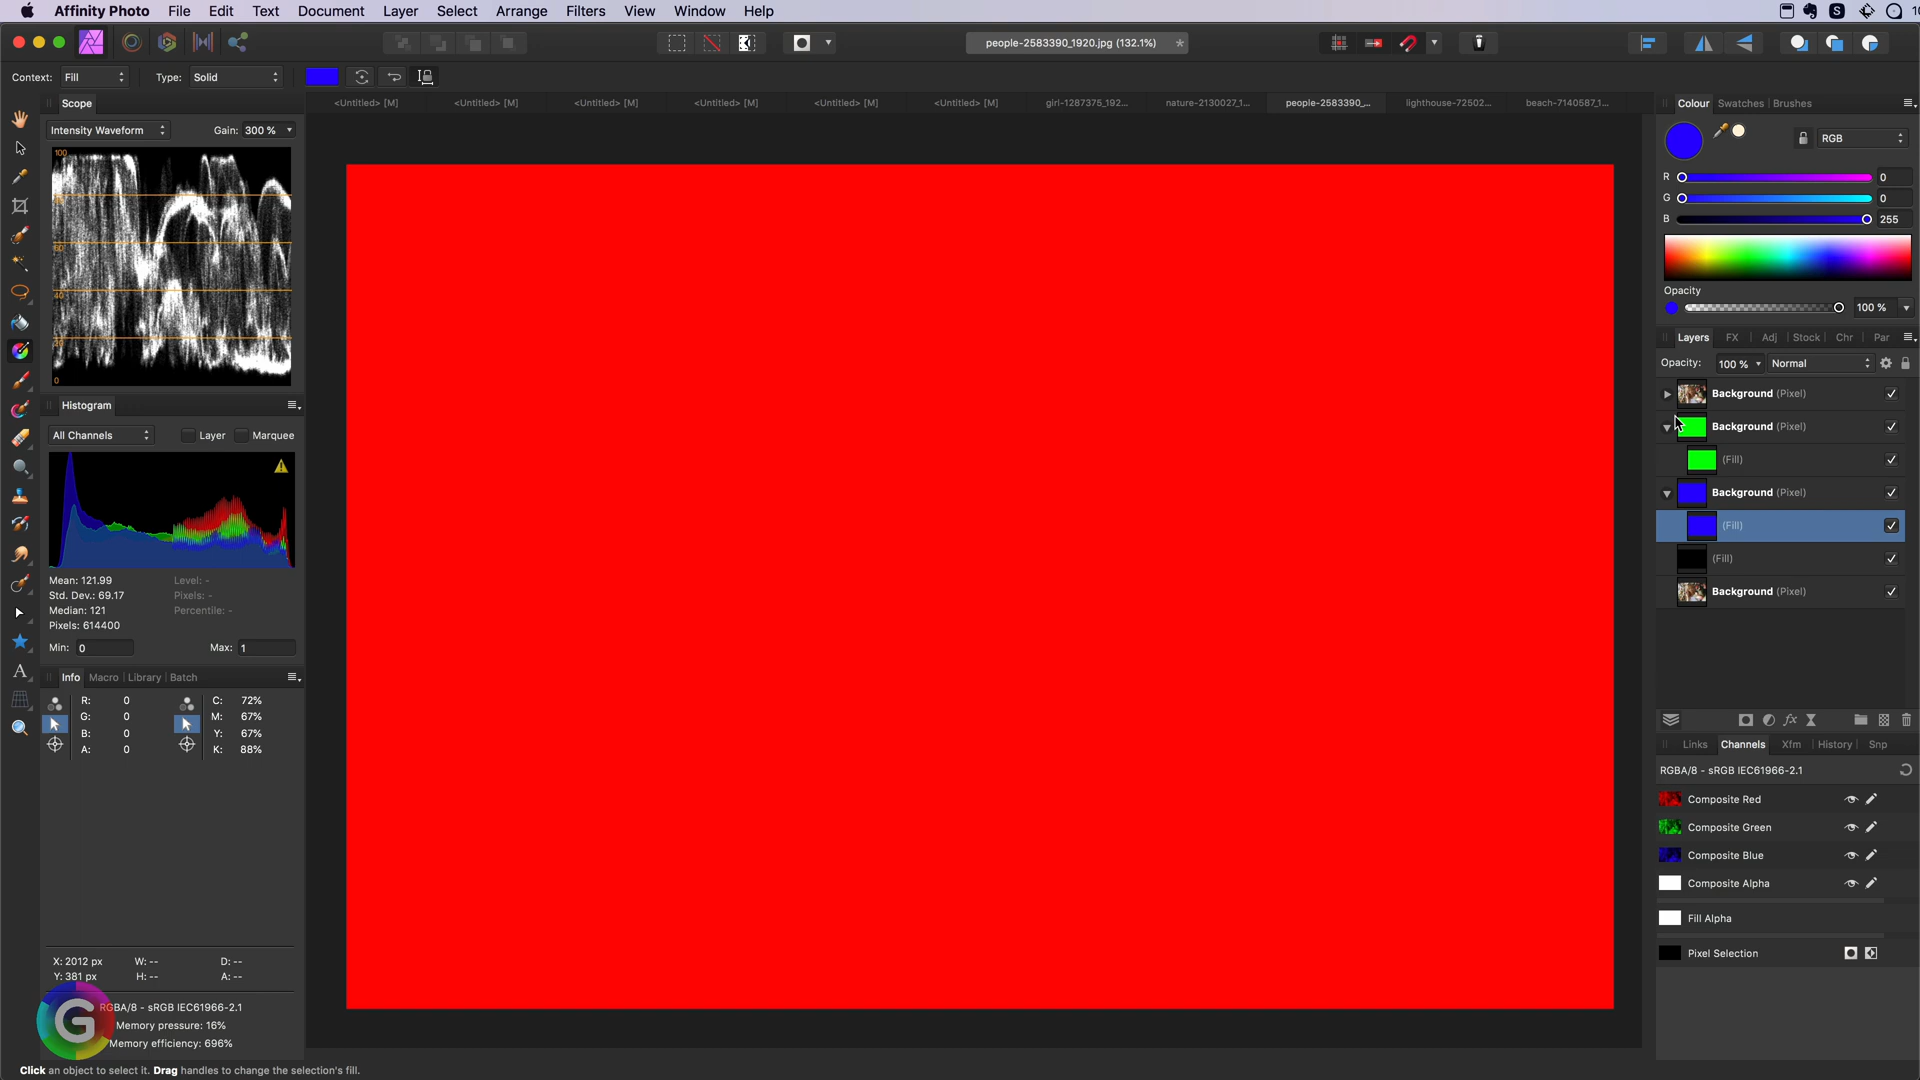 Affinity Photo File Edit Text Document Layer Select Arrange Filters View Window Help
people-2583390_1920.jpg (132.1%)
Context: Fill Type: Solid
<Untitled> [M] <Untitled> [M] <Untitled> [M] <Untitled> [M] <Untitled> [M] <Untitled> [M] girl-1287375_192... nature-2130027_1... people-2583390_... lighthouse-72502... beach-7140587_1...
Scope
Intensity Waveform Gain: 300 %
100
60
40
20
0
Histogram
All Channels Layer Marquee
Mean: 121.99 Level: -
Std. Dev.: 69.17 Pixels: -
Median: 121 Percentile: -
Pixels: 614400
Min: 0 Max: 1
Info Macro Library Batch
R: 0 C: 72%
G: 0 M: 67%
B: 0 Y: 67%
A: 0 K: 88%
X: 2012 px W: -- D: --
Y: 381 px H: -- A: --
RGBA/8 - sRGB IEC61966-2.1
Memory pressure: 16%
Memory efficiency: 696%
G
Click an object to select it. Drag handles to change the selection's fill.
Colour Swatches Brushes
RGB
R 0
G 0
B 255
Opacity
100 %
Layers FX Adj Stock Chr Par
Opacity: 100 % Normal
Background (Pixel)
Background (Pixel)
(Fill)
Background (Pixel)
(Fill)
(Fill)
Background (Pixel)
Links Channels Xfm History Snp
RGBA/8 - sRGB IEC61966-2.1
Composite Red
Composite Green
Composite Blue
Composite Alpha
Fill Alpha
Pixel Selection